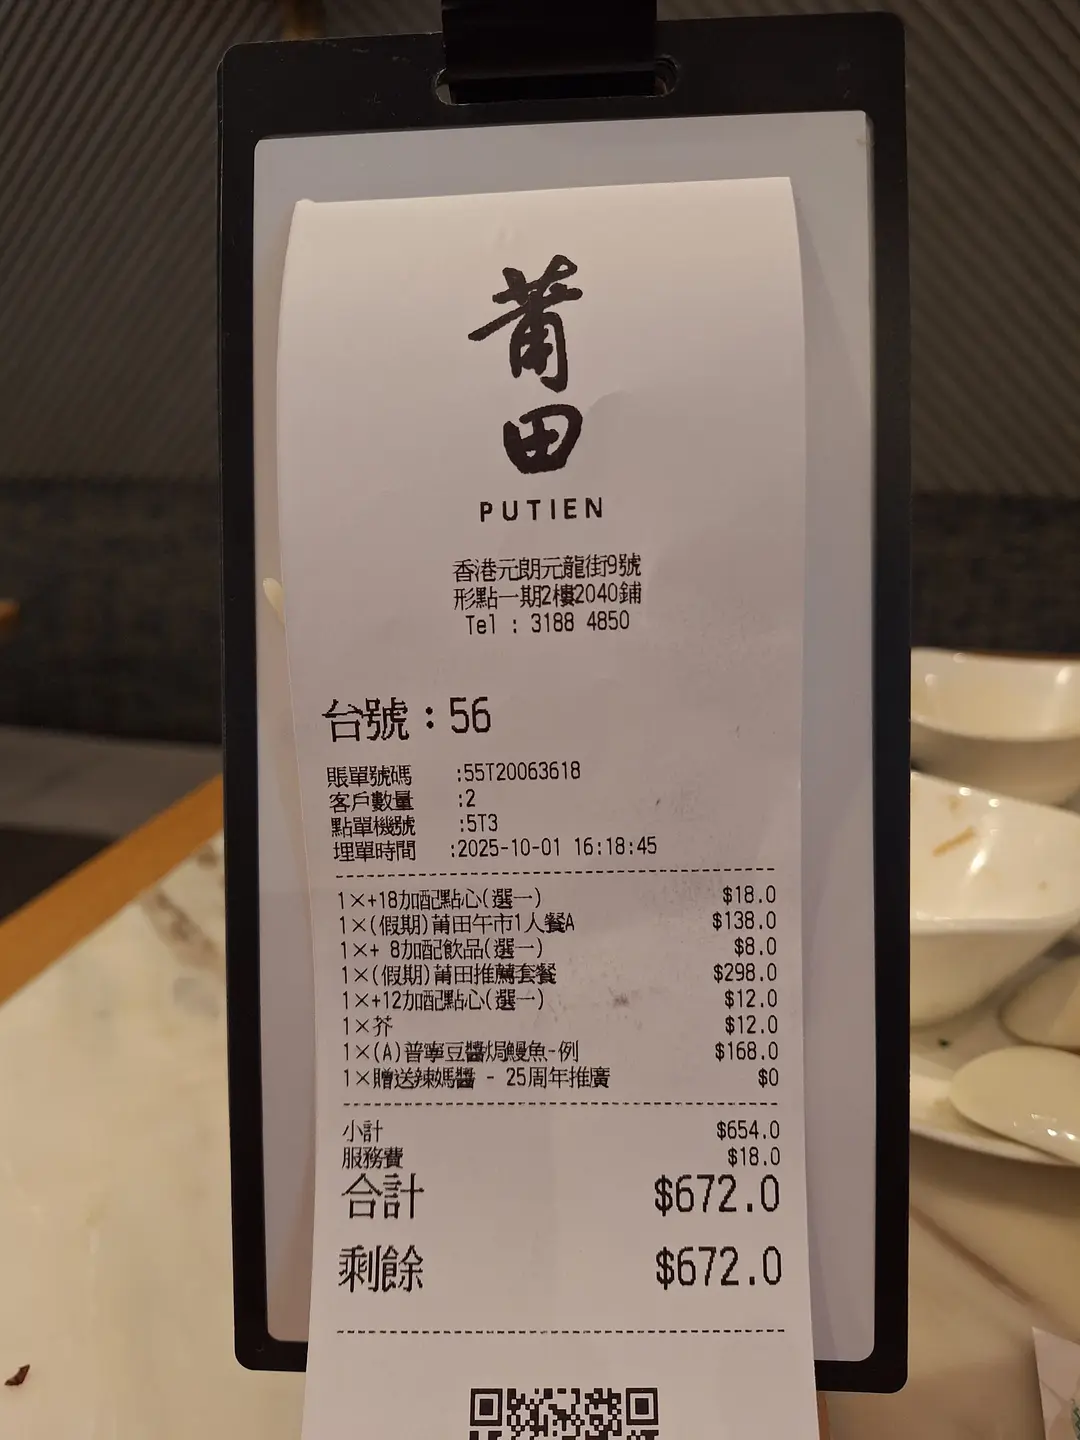 莆
田
PUTIEN
香港元朗元龍街9號
形點一期2樓2040鋪
Tel : 3188 4850
台號：56
賬單號碼 :55T20063618
客戶數量 :2
點單機號 :5T3
埋單時間 :2025-10-01 16:18:45
1×+18加配點心(選一) $18.0
1×(假期)莆田午市1人餐A $138.0
1×+ 8加配飲品(選一) $8.0
1×(假期)莆田推薦套餐 $298.0
1×+12加配點心(選一) $12.0
1×芥 $12.0
1×(A)普寧豆醬焗鰻魚-例 $168.0
1×贈送辣媽醬 - 25周年推廣 $0
小計 $654.0
服務費 $18.0
合計 $672.0
剩餘 $672.0